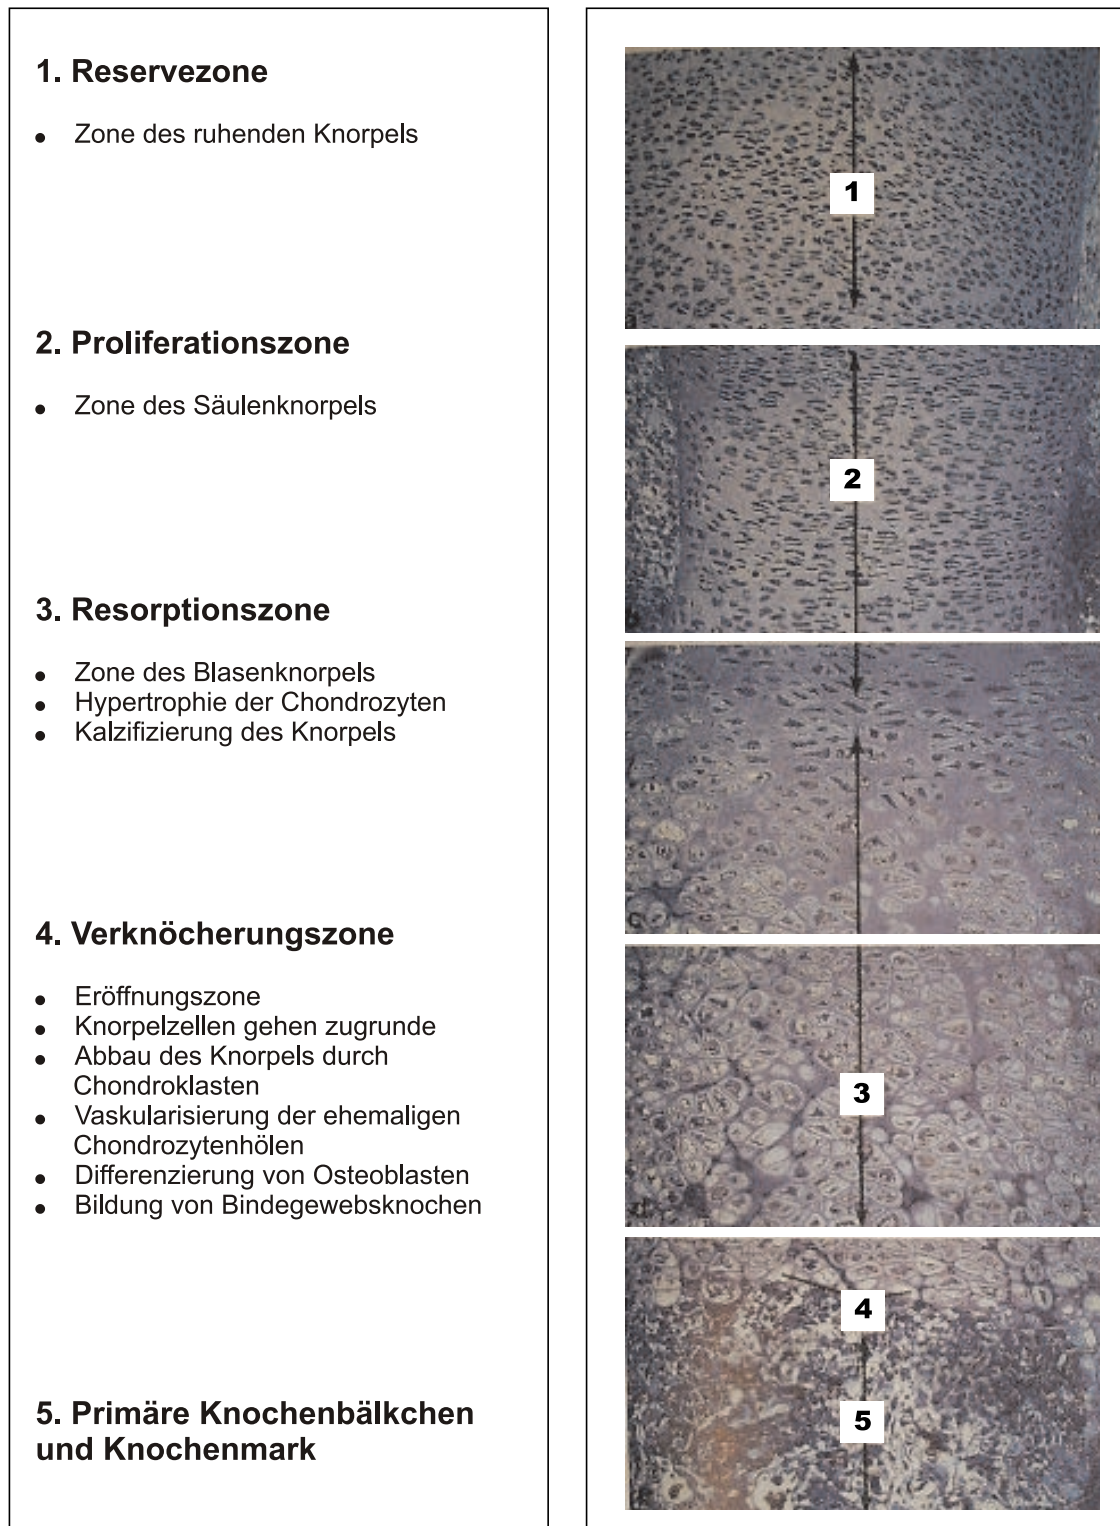 1. Reservezone
• Zone des ruhenden Knorpels
2. Proliferationszone
• Zone des Säulenknorpels
3. Resorptionszone
• Zone des Blasenknorpels
• Hypertrophie der Chondrozyten
• Kalzifizierung des Knorpels
4. Verknöcherungszone
• Eröffnungszone
• Knorpelzellen gehen zugrunde
• Abbau des Knorpels durch
Chondroklasten
• Vaskularisierung der ehemaligen
Chondrozytenhölen
• Differenzierung von Osteoblasten
• Bildung von Bindegewebsknochen
5. Primäre Knochenbälkchen
und Knochenmark
1
2
3
4
5